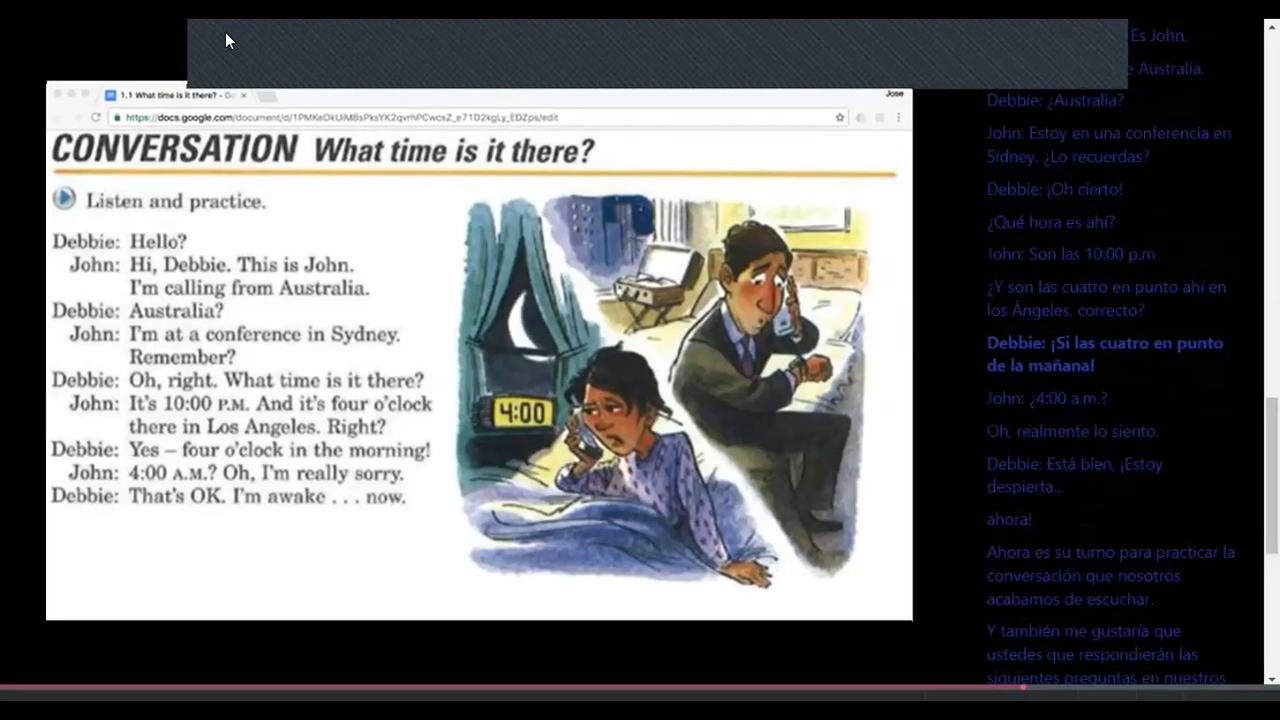 1.1 What time is it there? - G
Jose
https://docs.google.com/document/d/1PMKeDkUiM8sPksYK2qvrhPCwcsZ_e71D2kgLy_EDZps/edit
CONVERSATION What time is it there?
Listen and practice.
Debbie: Hello?
John: Hi, Debbie. This is John.
I'm calling from Australia.
Debbie: Australia?
John: I'm at a conference in Sydney.
Remember?
Debbie: Oh, right. What time is it there?
John: It's 10:00 P.M. And it's four o'clock
there in Los Angeles. Right?
Debbie: Yes – four o'clock in the morning!
John: 4:00 A.M.? Oh, I'm really sorry.
Debbie: That's OK. I'm awake . . . now.
4:00
Es John.
e Australia.
Debbie: ¿Australia?
John: Estoy en una conferencia en
Sídney. ¿Lo recuerdas?
Debbie: ¡Oh cierto!
¿Qué hora es ahí?
John: Son las 10:00 p.m.
¿Y son las cuatro en punto ahí en
los Ángeles, correcto?
Debbie: ¡Si las cuatro en punto
de la mañana!
John: ¿4:00 a.m.?
Oh, realmente lo siento.
Debbie: Está bien, ¡Estoy
despierta...
ahora!
Ahora es su turno para practicar la
conversación que nosotros
acabamos de escuchar.
Y también me gustaría que
ustedes que respondierán las
siguientes preguntas en nuestros